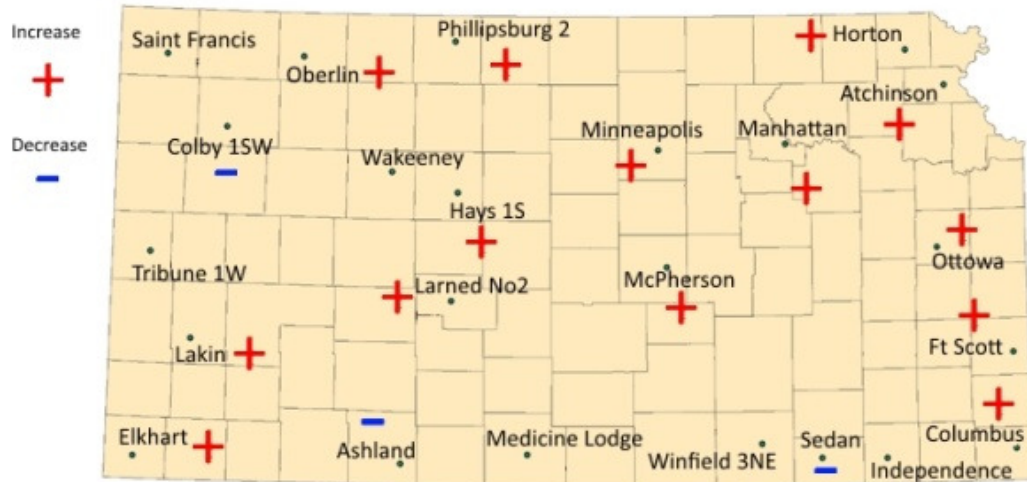 Increase
Decrease
Saint Francis
Phillipsburg 2
Horton
Oberlin
Atchinson
Minneapolis
Manhattan
Colby 1SW
Wakeeney
Hays 1S
Tribune 1W
Larned No2
McPherson
Ottowa
Lakin
Ft Scott
Elkhart
Ashland
Medicine Lodge
Winfield 3NE
Sedan
Columbus
Independence